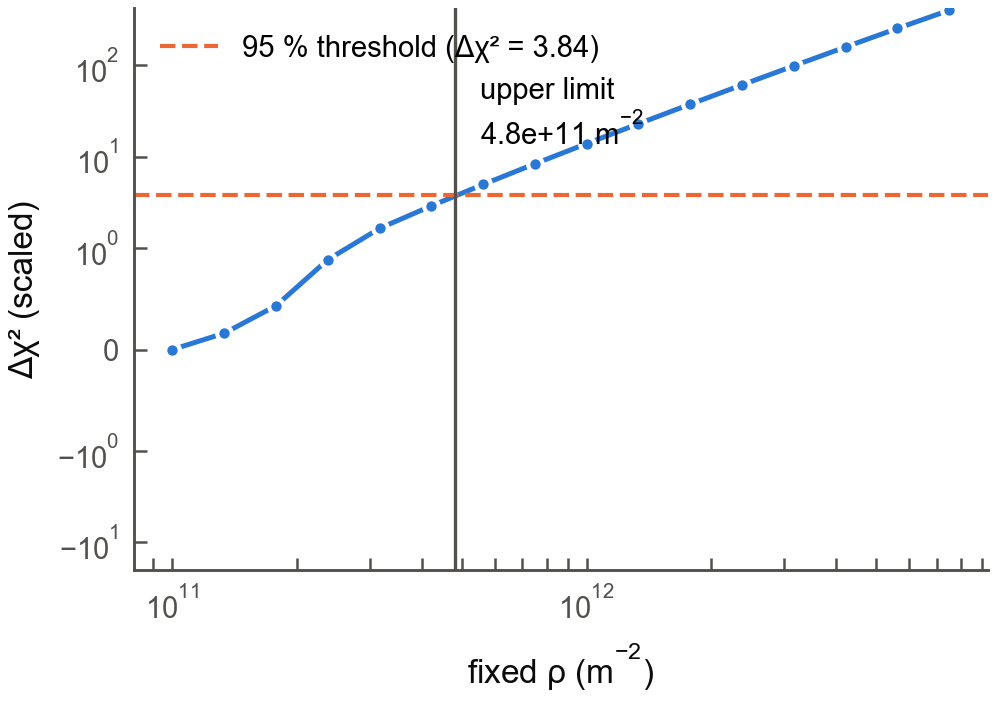 95 % threshold (Δχ² = 3.84)
upper limit
4.8e+11 m⁻²
Δχ² (scaled)
10²
10¹
10⁰
0
−10⁰
−10¹
10¹¹
10¹²
fixed ρ (m⁻²)